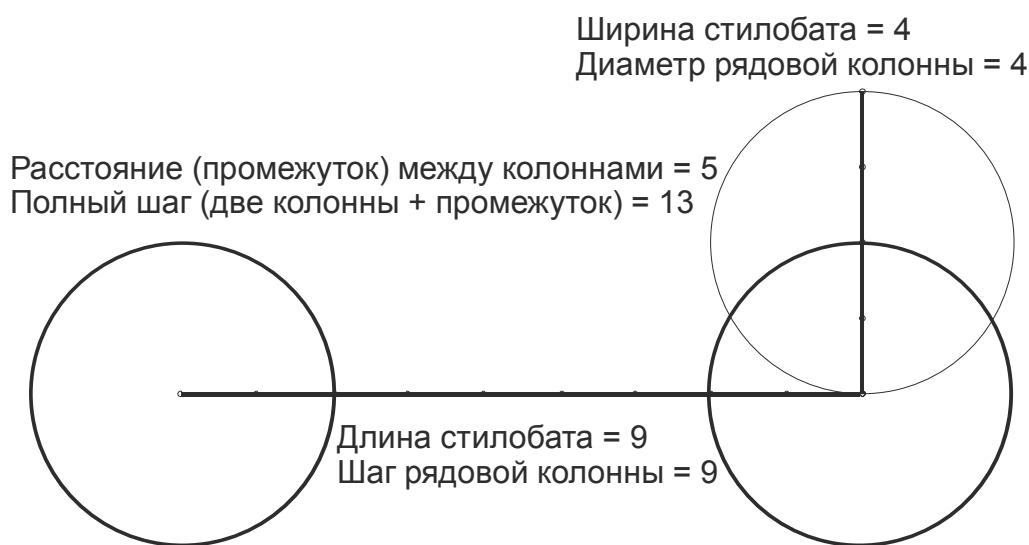 Ширина стилобата = 4
Диаметр рядовой колонны = 4
Расстояние (промежуток) между колоннами = 5
Полный шаг (две колонны + промежуток) = 13
Длина стилобата = 9
Шаг рядовой колонны = 9